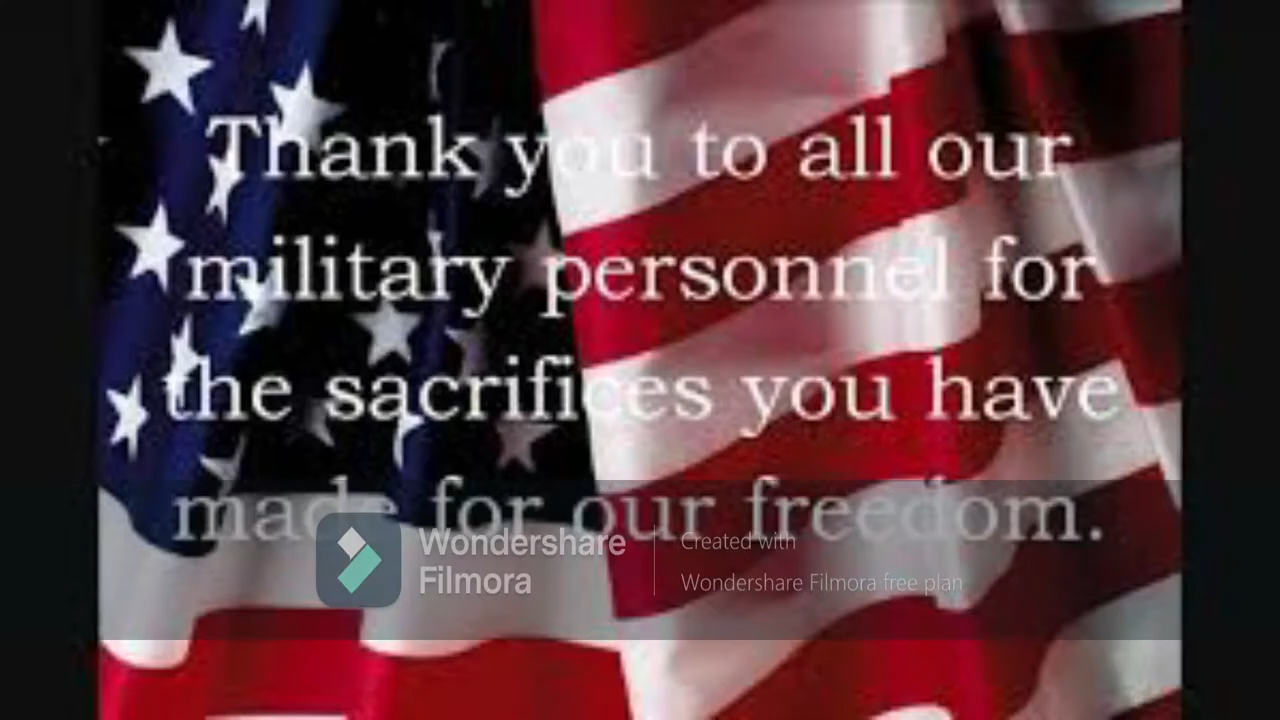 Thank you to all our
military personnel for
the sacrifices you have
made for our freedom.
Wondershare
Filmora
Created with
Wondershare Filmora free plan